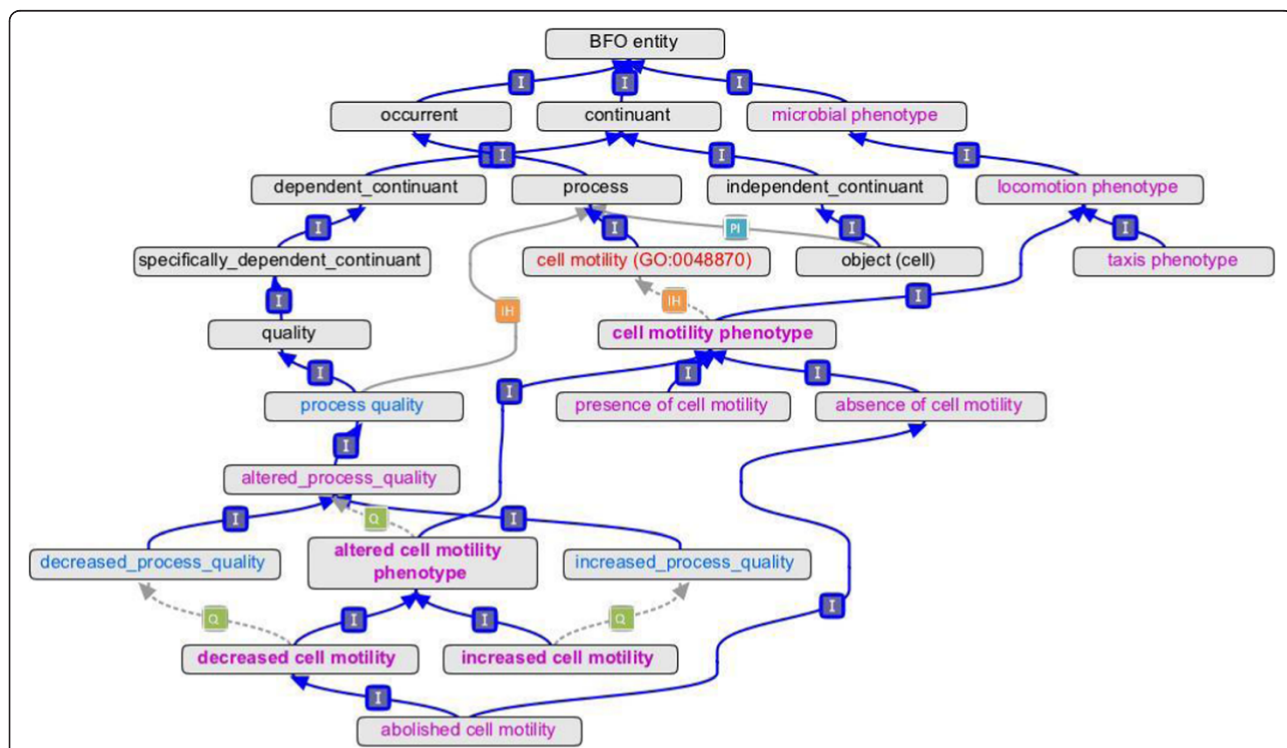 BFO entity
I I I
occurrent continuant microbial phenotype
I I I
dependent_continuant process independent_continuant locomotion phenotype
I I PI I I
specifically_dependent_continuant cell motility (GO:0048870) object (cell) taxis phenotype
I IH IH I
quality cell motility phenotype
I I I I
process quality presence of cell motility absence of cell motility
I
altered_process_quality
I Q I
decreased_process_quality altered cell motility phenotype increased_process_quality
Q I I Q I
decreased cell motility increased cell motility
I
abolished cell motility